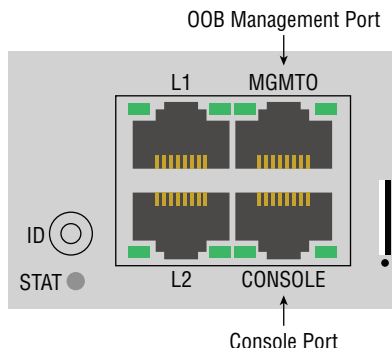 OOB Management Port
L1 MGMTO
ID
STAT
L2 CONSOLE
Console Port